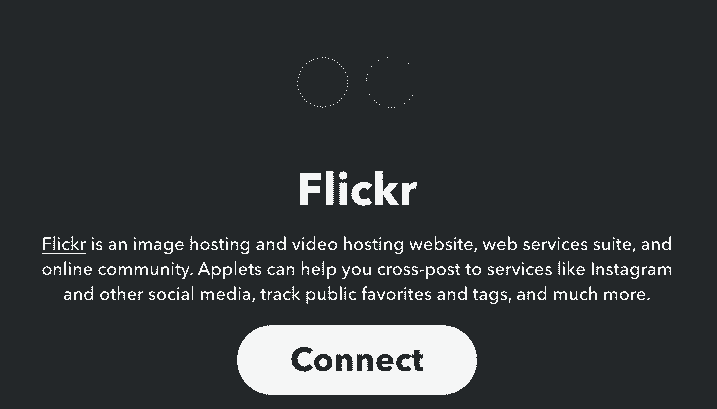 Flickr
Flickr is an image hosting and video hosting website, web services suite, and
online community. Applets can help you cross-post to services like Instagram
and other social media, track public favorites and tags, and much more.
Connect